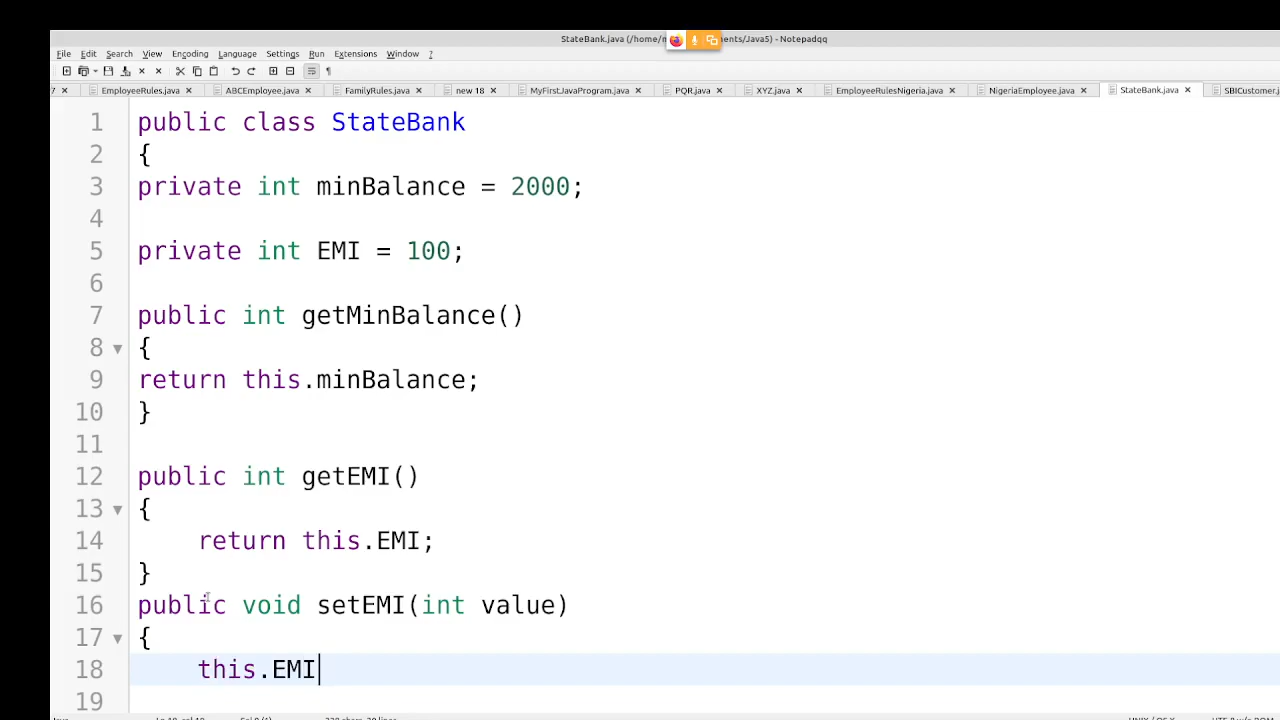 StateBank.java (/home/m ments/Java5) - Notepadqq
File Edit Search View Encoding Language Settings Run Extensions Window ?
7 EmployeeRules.java ABCEmployee.java FamilyRules.java new 18 MyFirstJavaProgram.java PQR.java XYZ.java EmployeeRulesNigeria.java NigeriaEmployee.java StateBank.java SBICustomer.j
1 public class StateBank
2 {
3 private int minBalance = 2000;
4
5 private int EMI = 100;
6
7 public int getMinBalance()
8 {
9 return this.minBalance;
10 }
11
12 public int getEMI()
13 {
14 return this.EMI;
15 }
16 public void setEMI(int value)
17 {
18 this.EMI
19